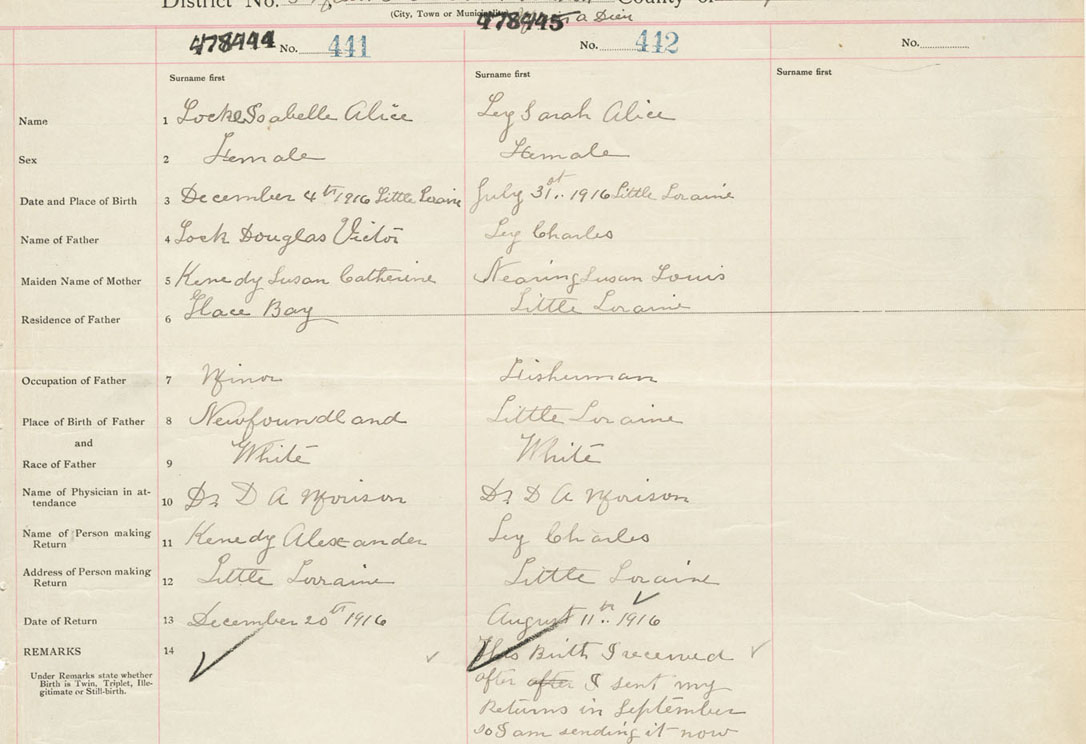 District No. County of
(City, Town or Municipality)
478444 No. 441 478445 No. 442 No.
Surname first Surname first Surname first
Name 1 Locke Isabelle Alice Ley Sarah Alice
Sex 2 Female Female
Date and Place of Birth 3 December 4th 1916 Little Loraine July 31st. 1916 Little Loraine
Name of Father 4 Lock Douglas Victor Ley Charles
Maiden Name of Mother 5 Kenedy Susan Catherine Nearing Susan Louis
Residence of Father 6 Glace Bay Little Loraine
Occupation of Father 7 Minor Fisherman
Place of Birth of Father 8 Newfoundland Little Loraine
and
Race of Father 9 White White
Name of Physician in at-
tendance 10 Dr D A Morison Dr D A Morison
Name of Person making
Return 11 Kenedy Alexander Ley Charles
Address of Person making
Return 12 Little Lorraine Little Loraine
Date of Return 13 December 20th 1916 August 11th 1916
REMARKS 14 This Birth I received
Under Remarks state whether
Birth is Twin, Triplet, Ille-
gitimate or Still-birth.
after after I sent my
Returns in September
so I am sending it now